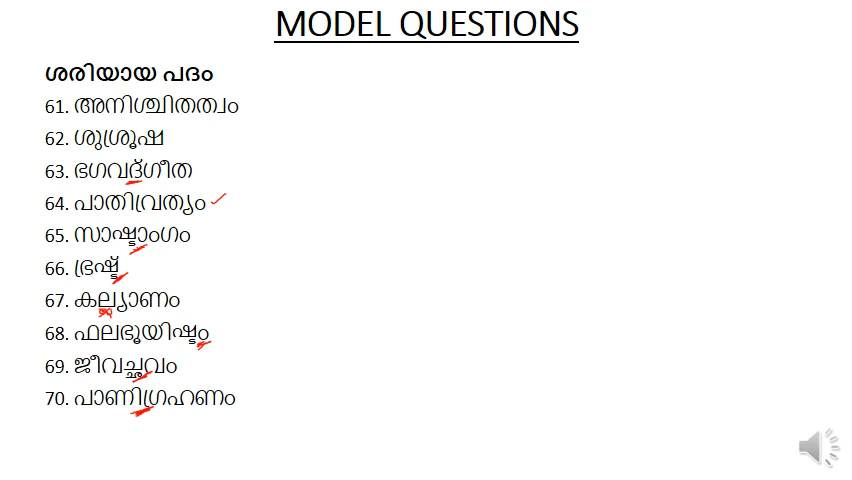 MODEL QUESTIONS
ശരിയായ പദം
61. അനിശ്ചിതത്വം
62. ശുശ്രൂഷ
63. ഭഗവദ്ഗീത
64. പാതിവ്രത്യം
65. സാഷ്ടാംഗം
66. ഭ്രഷ്ട്
67. കല്ല്യാണം
68. ഫലഭൂയിഷ്ടം
69. ജീവച്ഛവം
70. പാണിഗ്രഹണം